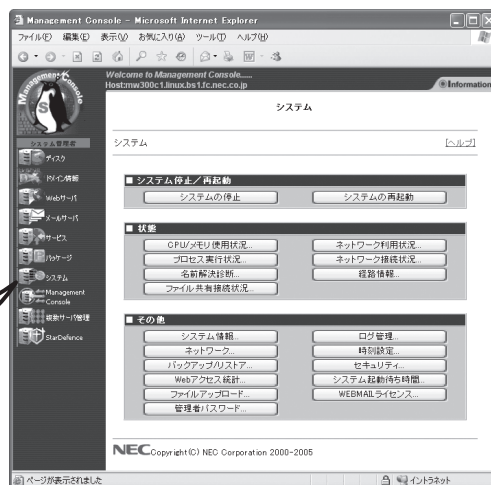 Management Console - Microsoft Internet Explorer
ファイル(F) 編集(E) 表示(V) お気に入り(A) ツール(T) ヘルプ(H)
Management Console
Welcome to Management Console......
Host:mw300c1.linux.bs1.fc.nec.co.jp
Information
システム管理者
ディスク
ドメイン情報
Webサーバ
メールサーバ
サービス
パッケージ
システム
Management Console
複数サーバ管理
StarDefence
システム
システム [ヘルプ]
■ システム停止／再起動
システムの停止 システムの再起動
■ 状態
CPU/メモリ使用状況... ネットワーク利用状況...
プロセス実行状況... ネットワーク接続状況...
名前解決診断... 経路情報...
ファイル共有接続状況...
■ その他
システム情報... ログ管理...
ネットワーク... 時刻設定...
バックアップ/リストア... セキュリティ...
Webアクセス統計... システム起動待ち時間...
ファイルアップロード... WEBMAILライセンス...
管理者パスワード...
NEC Copyright(C) NEC Corporation 2000-2005
ページが表示されました イントラネット